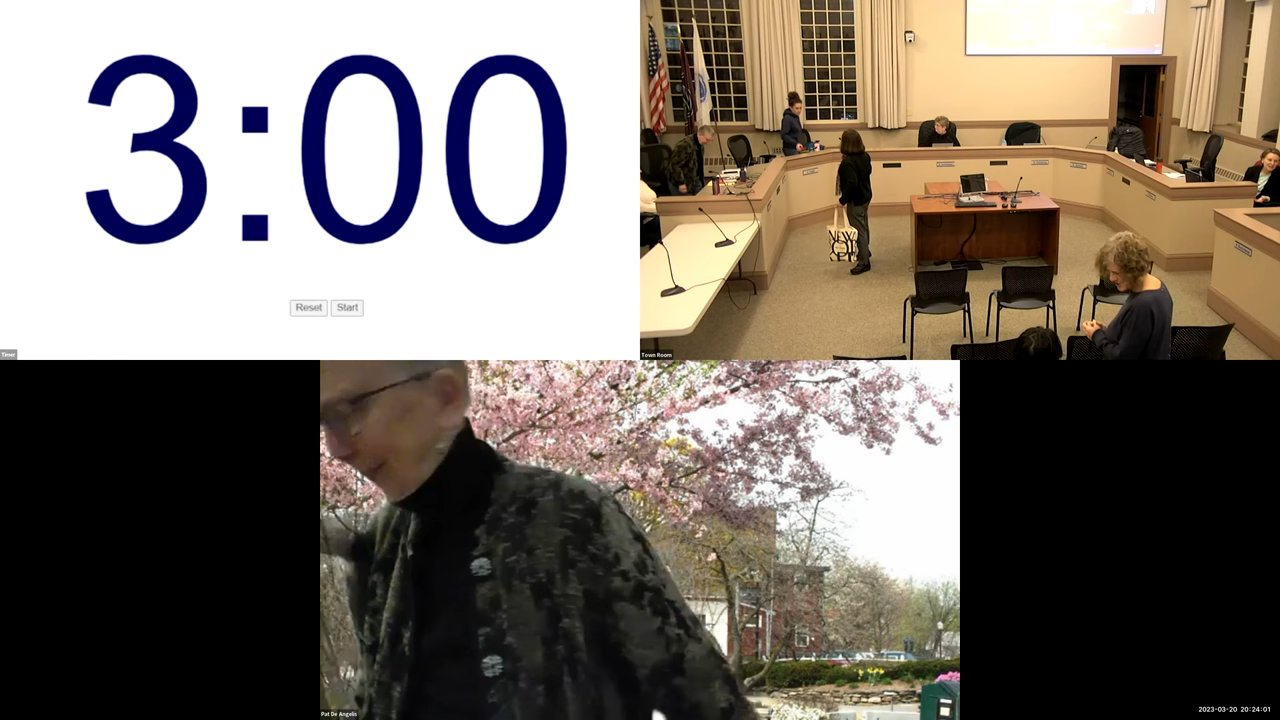 3:00
Reset Start
Timer
NEW
YORK
Town Room
Pat De Angelis
2023-03-20 20:24:01